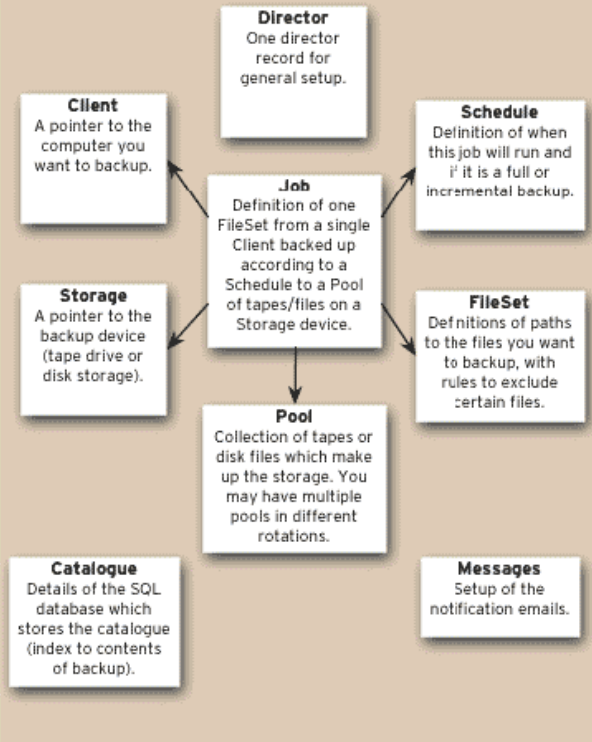 Director
One director
record for
general setup.
Client
A pointer to the
computer you
want to backup.
Schedule
Definition of when
this job will run and
if it is a full or
incremental backup.
Job
Definition of one
FileSet from a single
Client backed up
according to a
Schedule to a Pool
of tapes/files on a
Storage device.
Storage
A pointer to the
backup device
(tape drive or
disk storage).
FileSet
Definitions of paths
to the files you want
to backup, with
rules to exclude
certain files.
Pool
Collection of tapes or
disk files which make
up the storage. You
may have multiple
pools in different
rotations.
Catalogue
Details of the SQL
database which
stores the catalogue
(index to contents
of backup).
Messages
Setup of the
notification emails.